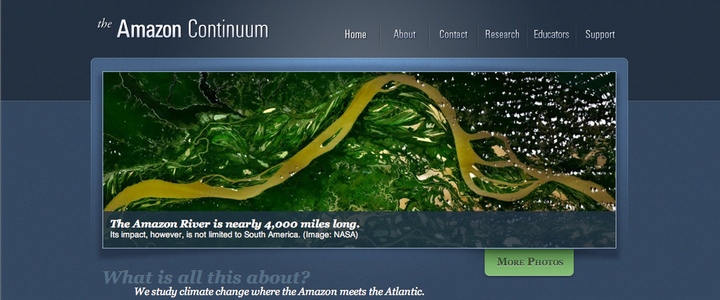 the Amazon Continuum
Home About Contact Research Educators Support
The Amazon River is nearly 4,000 miles long.
Its impact, however, is not limited to South America. (Image: NASA)
More Photos
What is all this about?
We study climate change where the Amazon meets the Atlantic.